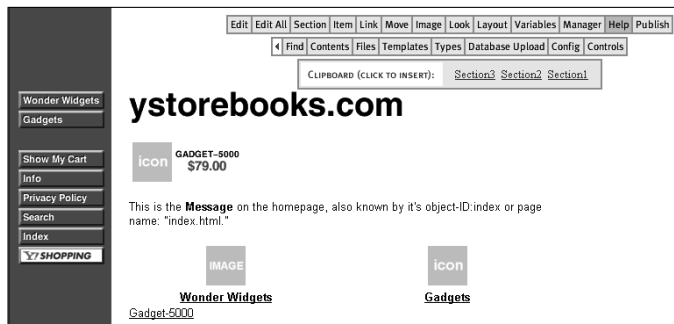 Edit Edit All Section Item Link Move Image Look Layout Variables Manager Help Publish
Find Contents Files Templates Types Database Upload Config Controls
CLIPBOARD (CLICK TO INSERT): Section3 Section2 Section1
Wonder Widgets
Gadgets
Show My Cart
Info
Privacy Policy
Search
Index
Y! SHOPPING
ystorebooks.com
icon
GADGET-5000
$79.00
This is the Message on the homepage, also known by it's object-ID:index or page
name: "index.html."
IMAGE
icon
Wonder Widgets
Gadgets
Gadget-5000